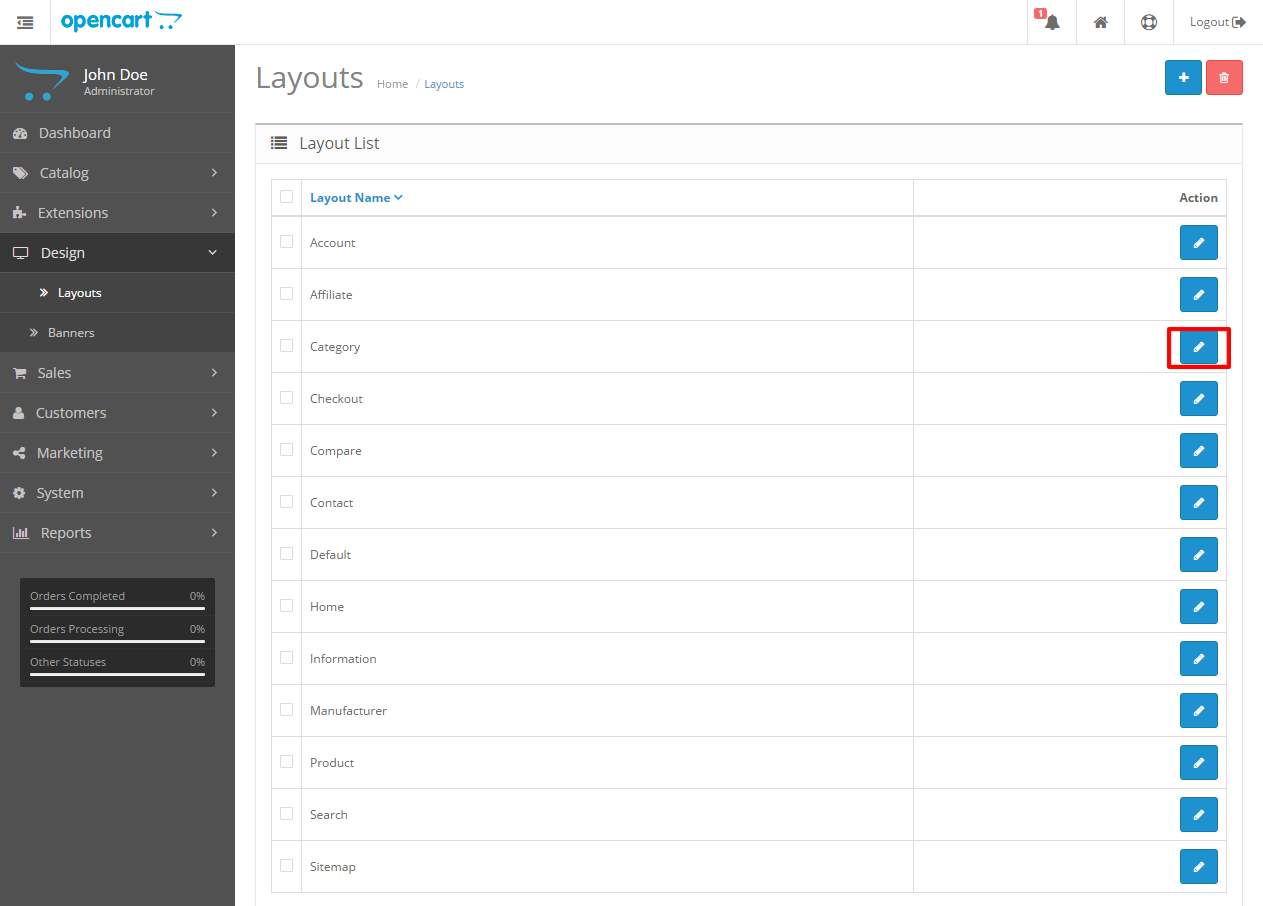 opencart
1
Logout
John Doe
Administrator
Dashboard
Catalog
Extensions
Design
Layouts
Banners
Sales
Customers
Marketing
System
Reports
Orders Completed 0%
Orders Processing 0%
Other Statuses 0%
Layouts Home / Layouts
Layout List
Layout Name Action
Account
Affiliate
Category
Checkout
Compare
Contact
Default
Home
Information
Manufacturer
Product
Search
Sitemap